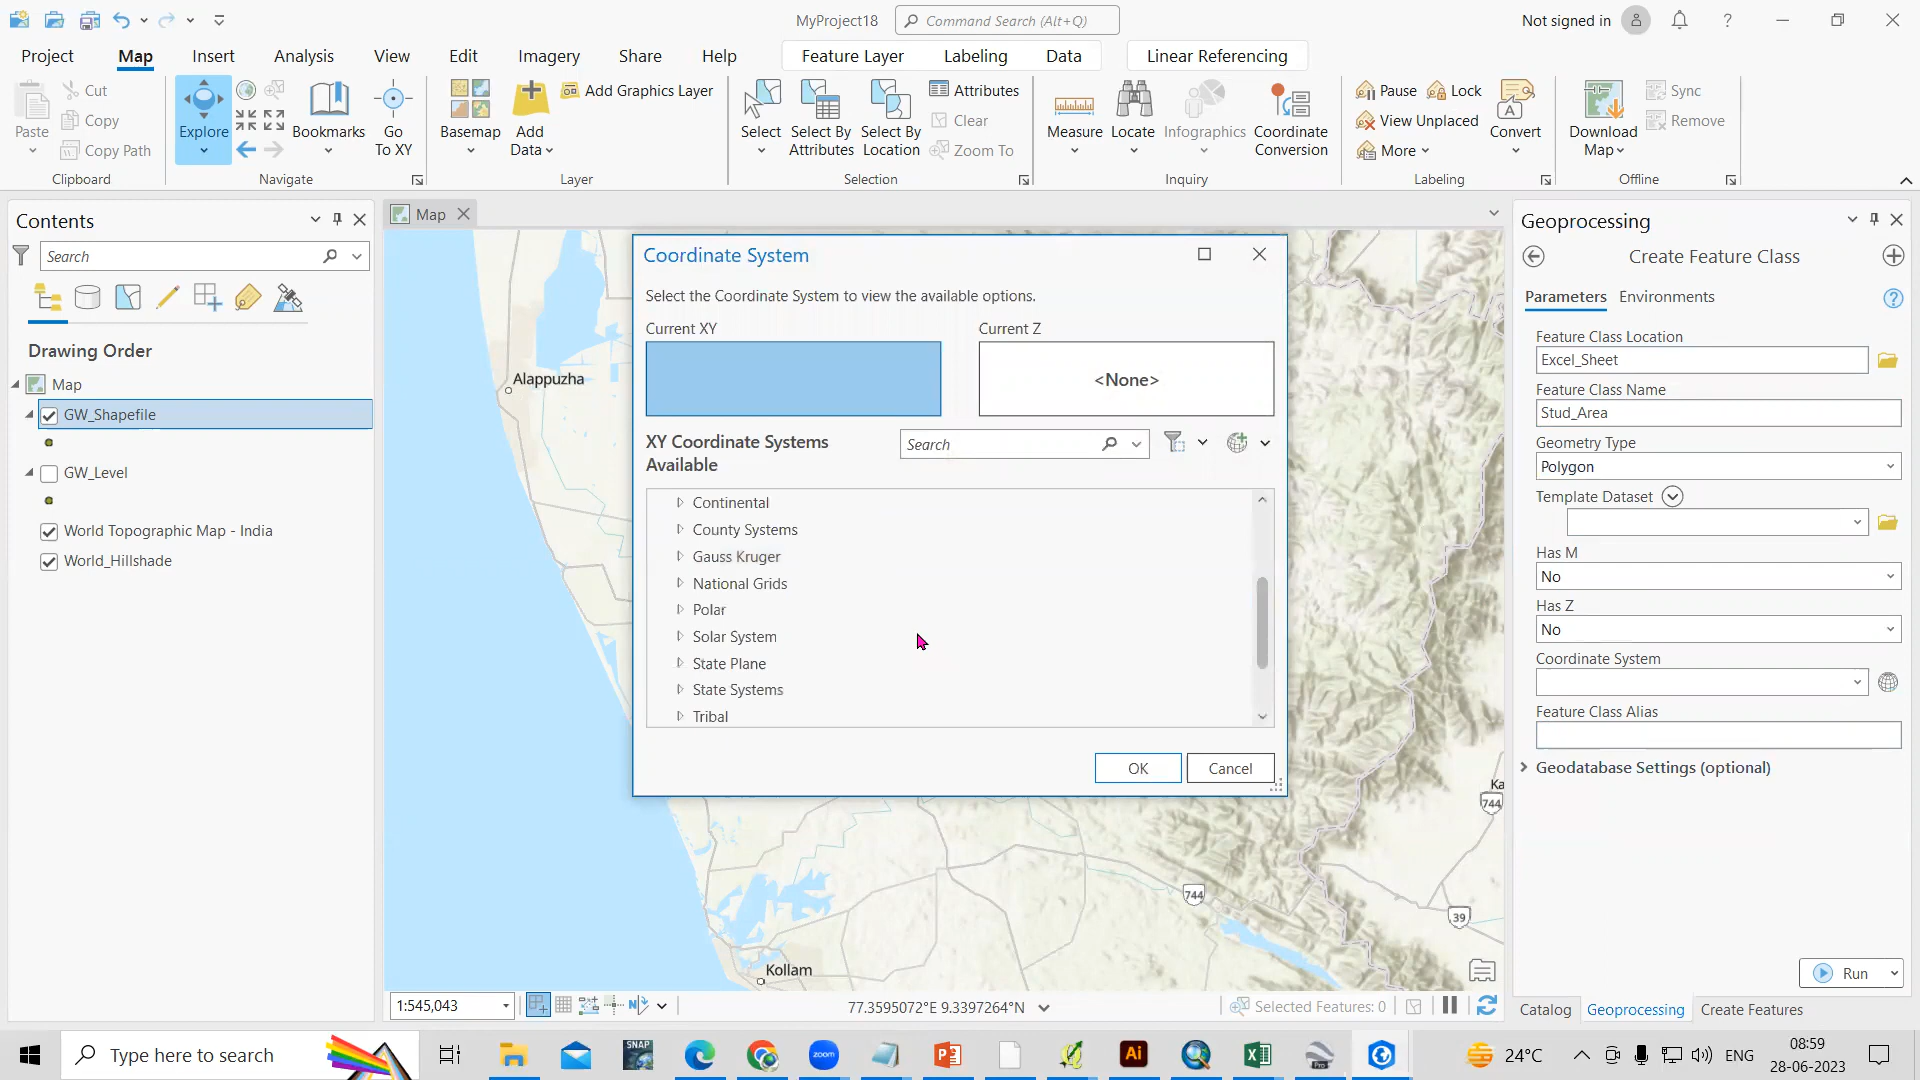 MyProject18
Command Search (Alt+Q)
Not signed in
?
Project
Map
Insert
Analysis
View
Edit
Imagery
Share
Help
Feature Layer
Labeling
Data
Linear Referencing
Paste
Cut
Copy
Copy Path
Clipboard
Explore
Bookmarks
Go
To XY
Navigate
Basemap
Add
Data
Add Graphics Layer
Layer
Select
Select By
Attributes
Select By
Location
Attributes
Clear
Zoom To
Selection
Measure
Locate
Infographics
Coordinate
Conversion
Inquiry
Pause
Lock
View Unplaced
More
Convert
Labeling
Download
Map
Sync
Remove
Offline
Contents
Search
Drawing Order
Map
GW_Shapefile
GW_Level
World Topographic Map - India
World_Hillshade
Map
Alappuzha
Kollam
744
39
Ka
744
Coordinate System
Select the Coordinate System to view the available options.
Current XY
Current Z
<None>
XY Coordinate Systems
Available
Search
Continental
County Systems
Gauss Kruger
National Grids
Polar
Solar System
State Plane
State Systems
Tribal
OK
Cancel
1:545,043
77.3595072°E 9.3397264°N
Selected Features: 0
Geoprocessing
Create Feature Class
Parameters
Environments
?
Feature Class Location
Excel_Sheet
Feature Class Name
Stud_Area
Geometry Type
Polygon
Template Dataset
Has M
No
Has Z
No
Coordinate System
Feature Class Alias
Geodatabase Settings (optional)
Run
Catalog
Geoprocessing
Create Features
Type here to search
SNAP
zoom
Ai
Pro
24°C
ENG
08:59
28-06-2023